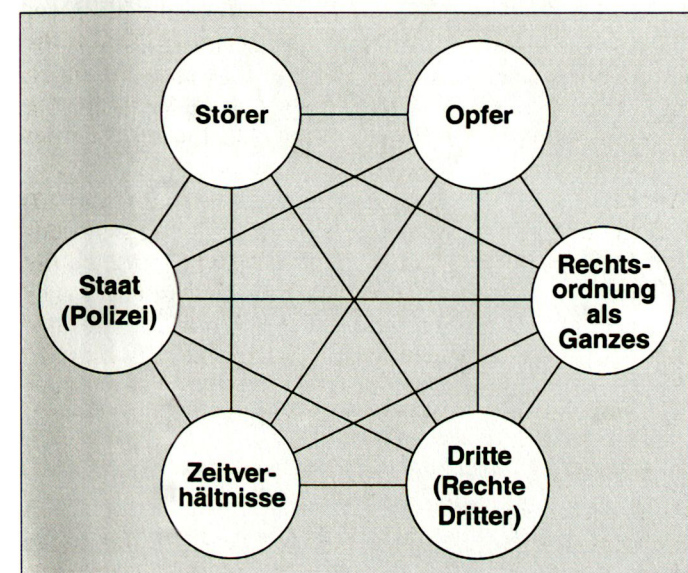 Störer
Opfer
Staat
(Polizei)
Rechts-
ordnung
als
Ganzes
Zeitver-
hältnisse
Dritte
(Rechte
Dritter)